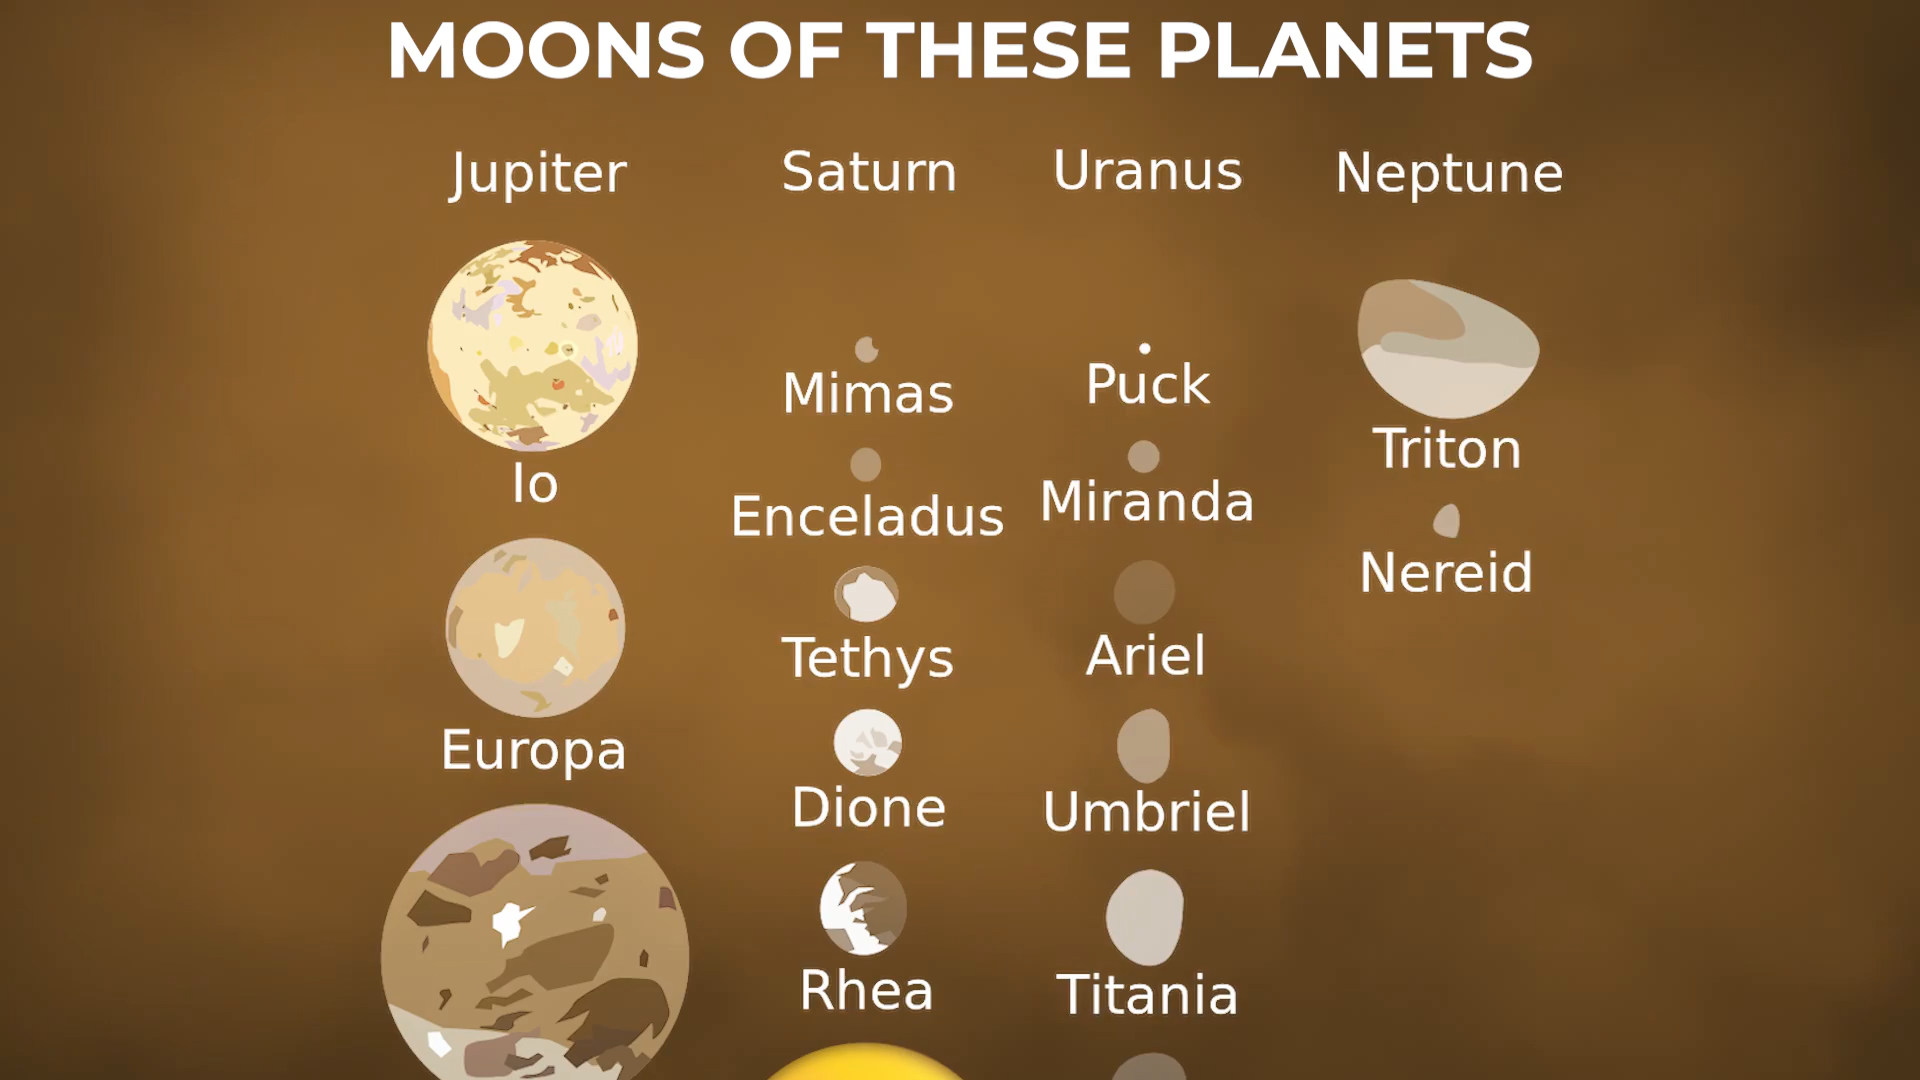 MOONS OF THESE PLANETS
Jupiter
Saturn
Uranus
Neptune
Io
Europa
Mimas
Enceladus
Tethys
Dione
Rhea
Puck
Miranda
Ariel
Umbriel
Titania
Triton
Nereid